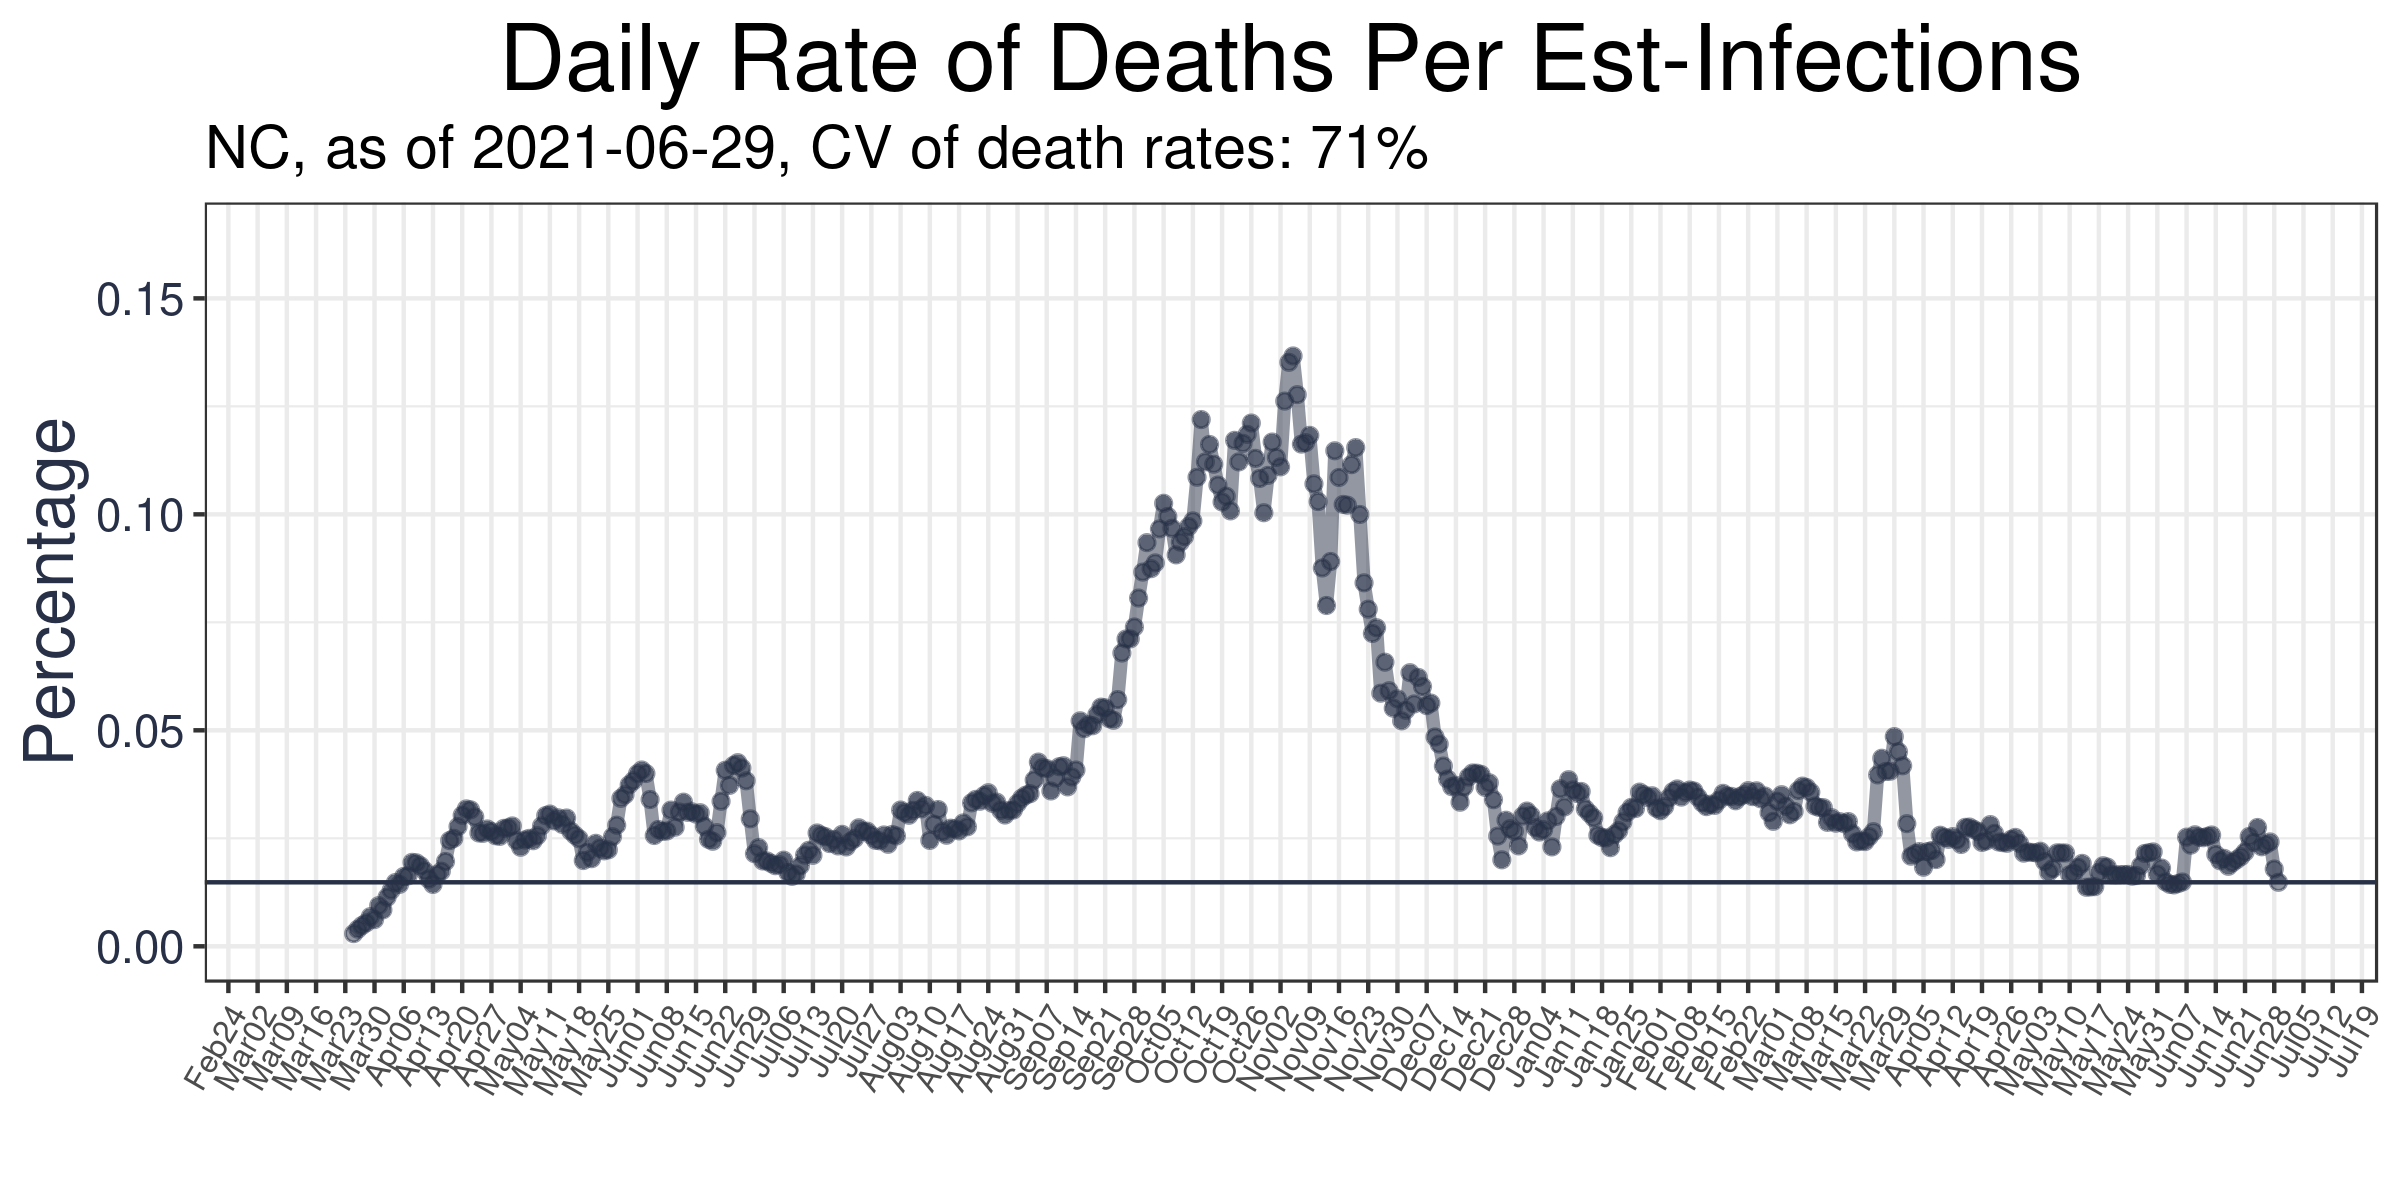 Daily Rate of Deaths Per Est-Infections
NC, as of 2021-06-29, CV of death rates: 71%
Percentage
0.15
0.10
0.05
0.00
Feb24
Mar02
Mar09
Mar16
Mar23
Mar30
Apr06
Apr13
Apr20
Apr27
May04
May11
May18
May25
Jun01
Jun08
Jun15
Jun22
Jun29
Jul06
Jul13
Jul20
Jul27
Aug03
Aug10
Aug17
Aug24
Aug31
Sep07
Sep14
Sep21
Sep28
Oct05
Oct12
Oct19
Oct26
Nov02
Nov09
Nov16
Nov23
Nov30
Dec07
Dec14
Dec21
Dec28
Jan04
Jan11
Jan18
Jan25
Feb01
Feb08
Feb15
Feb22
Mar01
Mar08
Mar15
Mar22
Mar29
Apr05
Apr12
Apr19
Apr26
May03
May10
May17
May24
May31
Jun07
Jun14
Jun21
Jun28
Jul05
Jul12
Jul19